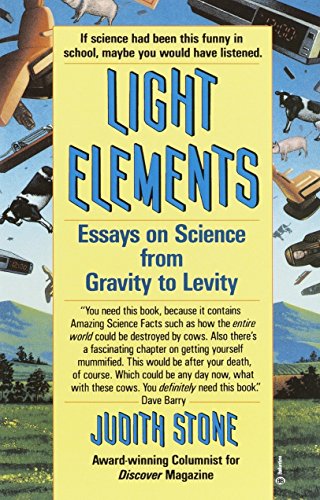 If science had been this funny in
school, maybe you would have listened.
LIGHT
ELEMENTS
Essays on Science
from
Gravity to Levity
“You need this book, because it contains
Amazing Science Facts such as how the entire
world could be destroyed by cows. Also there's
a fascinating chapter on getting yourself
mummified. This would be after your death,
of course. Which could be any day now, what
with these cows. You definitely need this book.”
Dave Barry
JUDITH STONE
Award-winning Columnist for
Discover Magazine